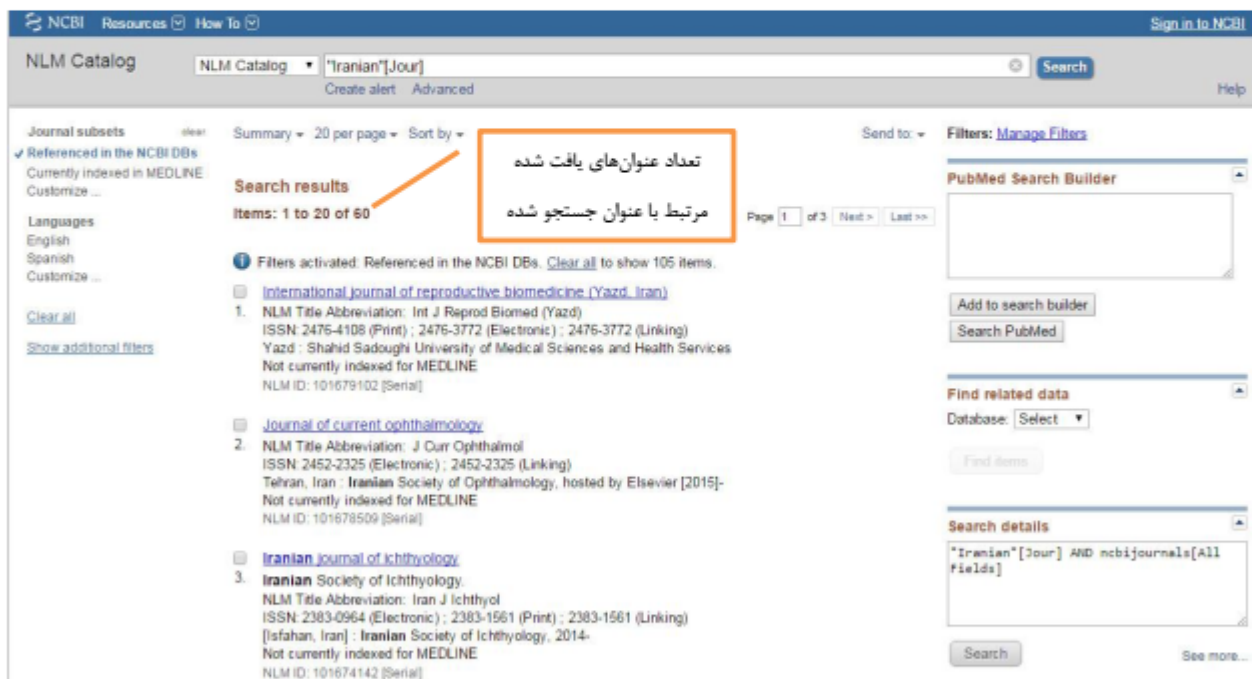 NCBI Resources How To Sign in to NCBI
NLM Catalog NLM Catalog "Iranian"[Jour] Search
Create alert Advanced Help
Journal subsets clear
Referenced in the NCBI DBs
Currently indexed in MEDLINE
Customize ...
Languages
English
Spanish
Customize ...
Clear all
Show additional filters
Summary 20 per page Sort by Send to:
Search results
Items: 1 to 20 of 60
تعداد عنوان‌های یافت شده
مرتبط با عنوان جستجو شده
Page 1 of 3 Next > Last >>
Filters activated: Referenced in the NCBI DBs. Clear all to show 105 items.
International journal of reproductive biomedicine (Yazd, Iran)
1. NLM Title Abbreviation: Int J Reprod Biomed (Yazd)
ISSN: 2476-4108 (Print) ; 2476-3772 (Electronic) ; 2476-3772 (Linking)
Yazd : Shahid Sadoughi University of Medical Sciences and Health Services
Not currently indexed for MEDLINE
NLM ID: 101679102 [Serial]
Journal of current ophthalmology
2. NLM Title Abbreviation: J Curr Ophthalmol
ISSN: 2452-2325 (Electronic) ; 2452-2325 (Linking)
Tehran, Iran : Iranian Society of Ophthalmology, hosted by Elsevier [2015]-
Not currently indexed for MEDLINE
NLM ID: 101678509 [Serial]
Iranian journal of ichthyology
3. Iranian Society of Ichthyology.
NLM Title Abbreviation: Iran J Ichthyol
ISSN: 2383-0964 (Electronic) ; 2383-1561 (Print) ; 2383-1561 (Linking)
[Isfahan, Iran] : Iranian Society of Ichthyology, 2014-
Not currently indexed for MEDLINE
NLM ID: 101674142 [Serial]
Filters: Manage Filters
PubMed Search Builder
Add to search builder
Search PubMed
Find related data
Database: Select
Find items
Search details
"Iranian"[Jour] AND ncbijournals[All
Fields]
Search See more...